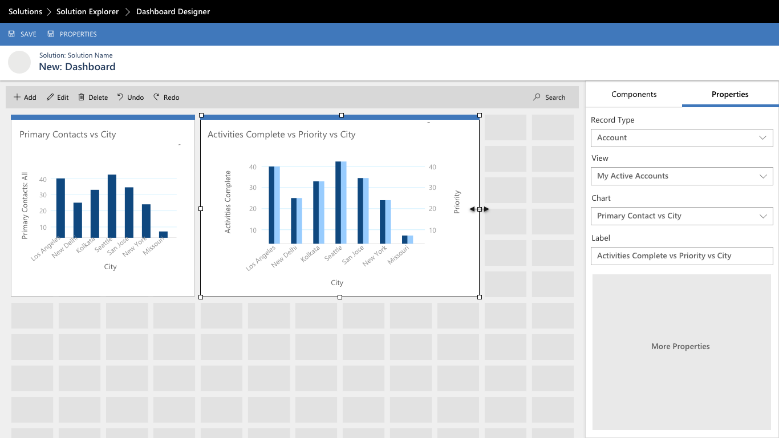 Solutions > Solution Explorer > Dashboard Designer
SAVE PROPERTIES
Solution: Solution Name
New: Dashboard
Add Edit Delete Undo Redo Search
Components Properties
Primary Contacts vs City
Primary Contacts: All
40
30
20
10
Los Angeles New Delhi Kolkata Seattle San Jose New York Missouri
City
Activities Complete vs Priority vs City
Activities Complete
40
30
20
10
40
30
20
10
Priority
Los Angeles New Delhi Kolkata Seattle San Jose New York Missouri
City
Record Type
Account
View
My Active Accounts
Chart
Primary Contact vs City
Label
Activities Complete vs Priority vs City
More Properties